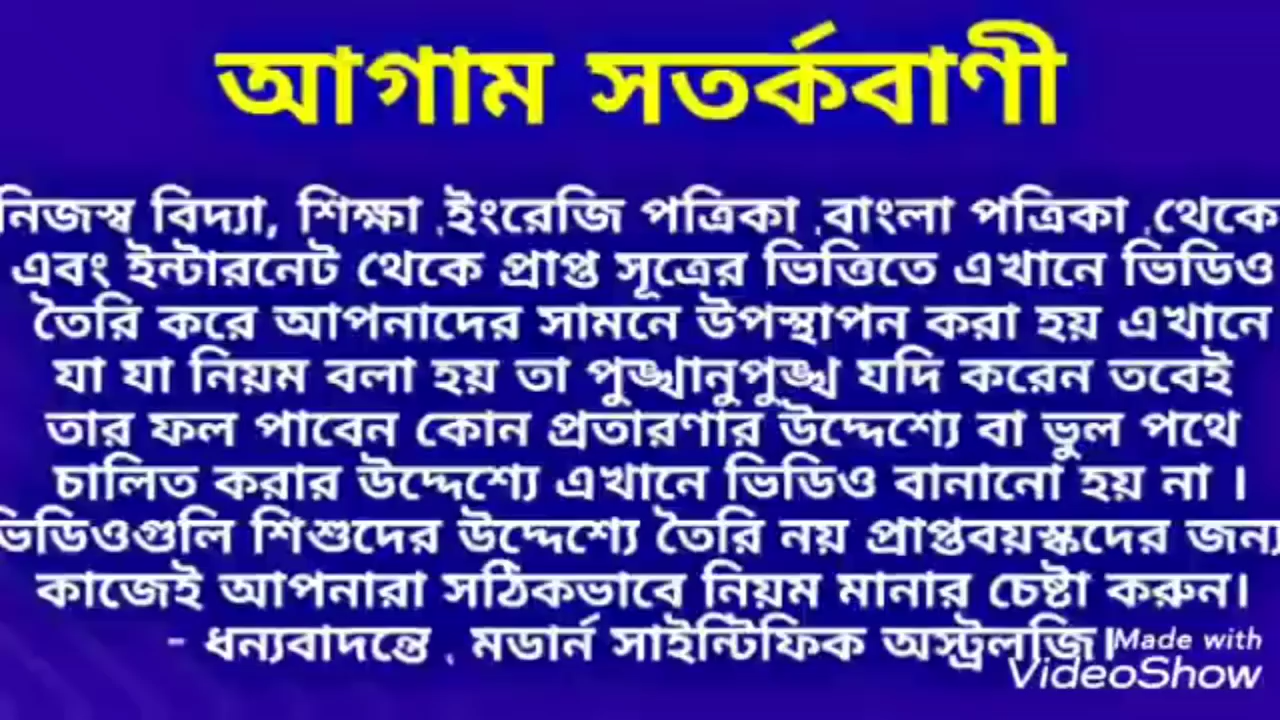 আগাম সতর্কবাণী
নিজস্ব বিদ্যা, শিক্ষা ,ইংরেজি পত্রিকা ,বাংলা পত্রিকা ,থেকে
এবং ইন্টারনেট থেকে প্রাপ্ত সূত্রের ভিত্তিতে এখানে ভিডিও
তৈরি করে আপনাদের সামনে উপস্থাপন করা হয় এখানে
যা যা নিয়ম বলা হয় তা পুঙ্খানুপুঙ্খ যদি করেন তবেই
তার ফল পাবেন কোন প্রতারণার উদ্দেশ্যে বা ভুল পথে
চালিত করার উদ্দেশ্যে এখানে ভিডিও বানানো হয় না ।
ভিডিওগুলি শিশুদের উদ্দেশ্যে তৈরি নয় প্রাপ্তবয়স্কদের জন্য
কাজেই আপনারা সঠিকভাবে নিয়ম মানার চেষ্টা করুন।
- ধন্যবাদন্তে , মডার্ন সাইন্টিফিক অস্ট্রলজি।
Made with
VideoShow